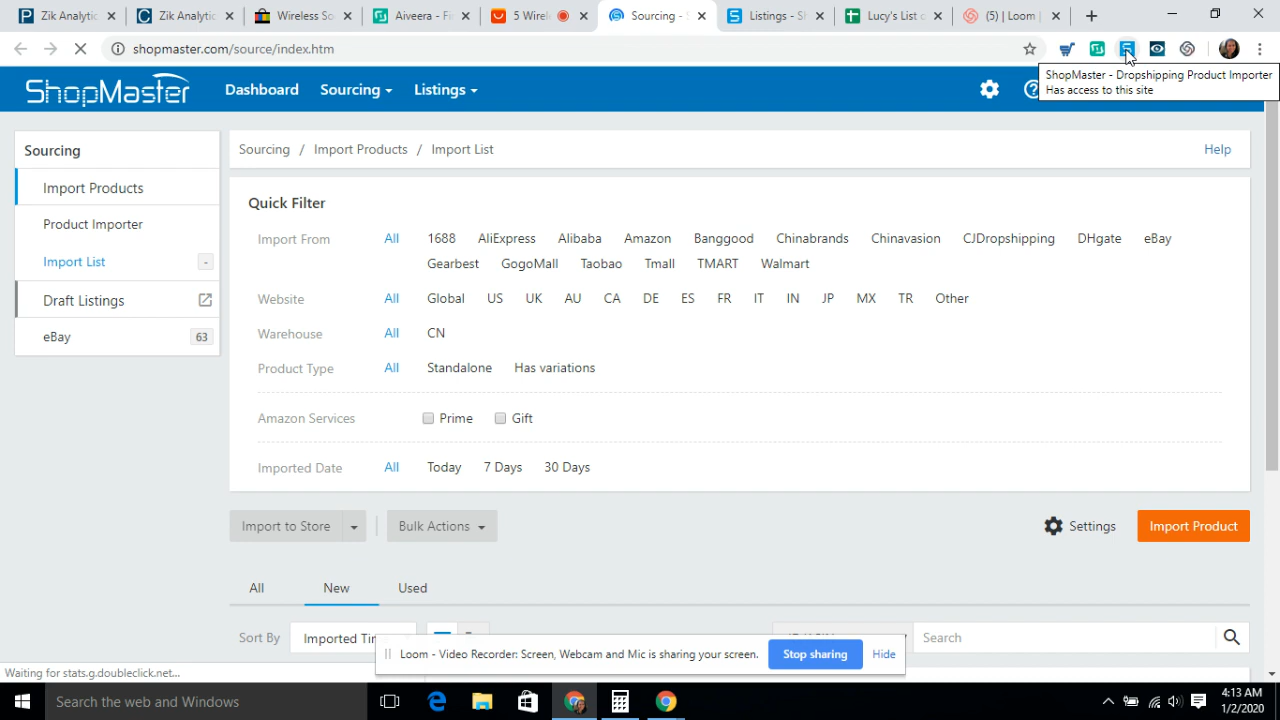 Zik Analytic
Zik Analytic
Wireless So
Aiveera - Fi
5 Wirel
Sourcing - S
Listings - Sh
Lucy's List o
(5) | Loom |
shopmaster.com/source/index.htm
ShopMaster - Dropshipping Product Importer
Has access to this site
ShopMaster
Dashboard
Sourcing
Listings
Sourcing
Import Products
Product Importer
Import List
-
Draft Listings
eBay
63
Sourcing / Import Products / Import List
Help
Quick Filter
Import From
All 1688 AliExpress Alibaba Amazon Banggood Chinabrands Chinavasion CJDropshipping DHgate eBay
Gearbest GogoMall Taobao Tmall TMART Walmart
Website All Global US UK AU CA DE ES FR IT IN JP MX TR Other
Warehouse All CN
Product Type All Standalone Has variations
Amazon Services Prime Gift
Imported Date All Today 7 Days 30 Days
Import to Store
Bulk Actions
Settings
Import Product
All New Used
Sort By
Imported Tim
Search
Loom - Video Recorder: Screen, Webcam and Mic is sharing your screen.
Stop sharing
Hide
Waiting for stats.g.doubleclick.net...
Search the web and Windows
4:13 AM
1/2/2020